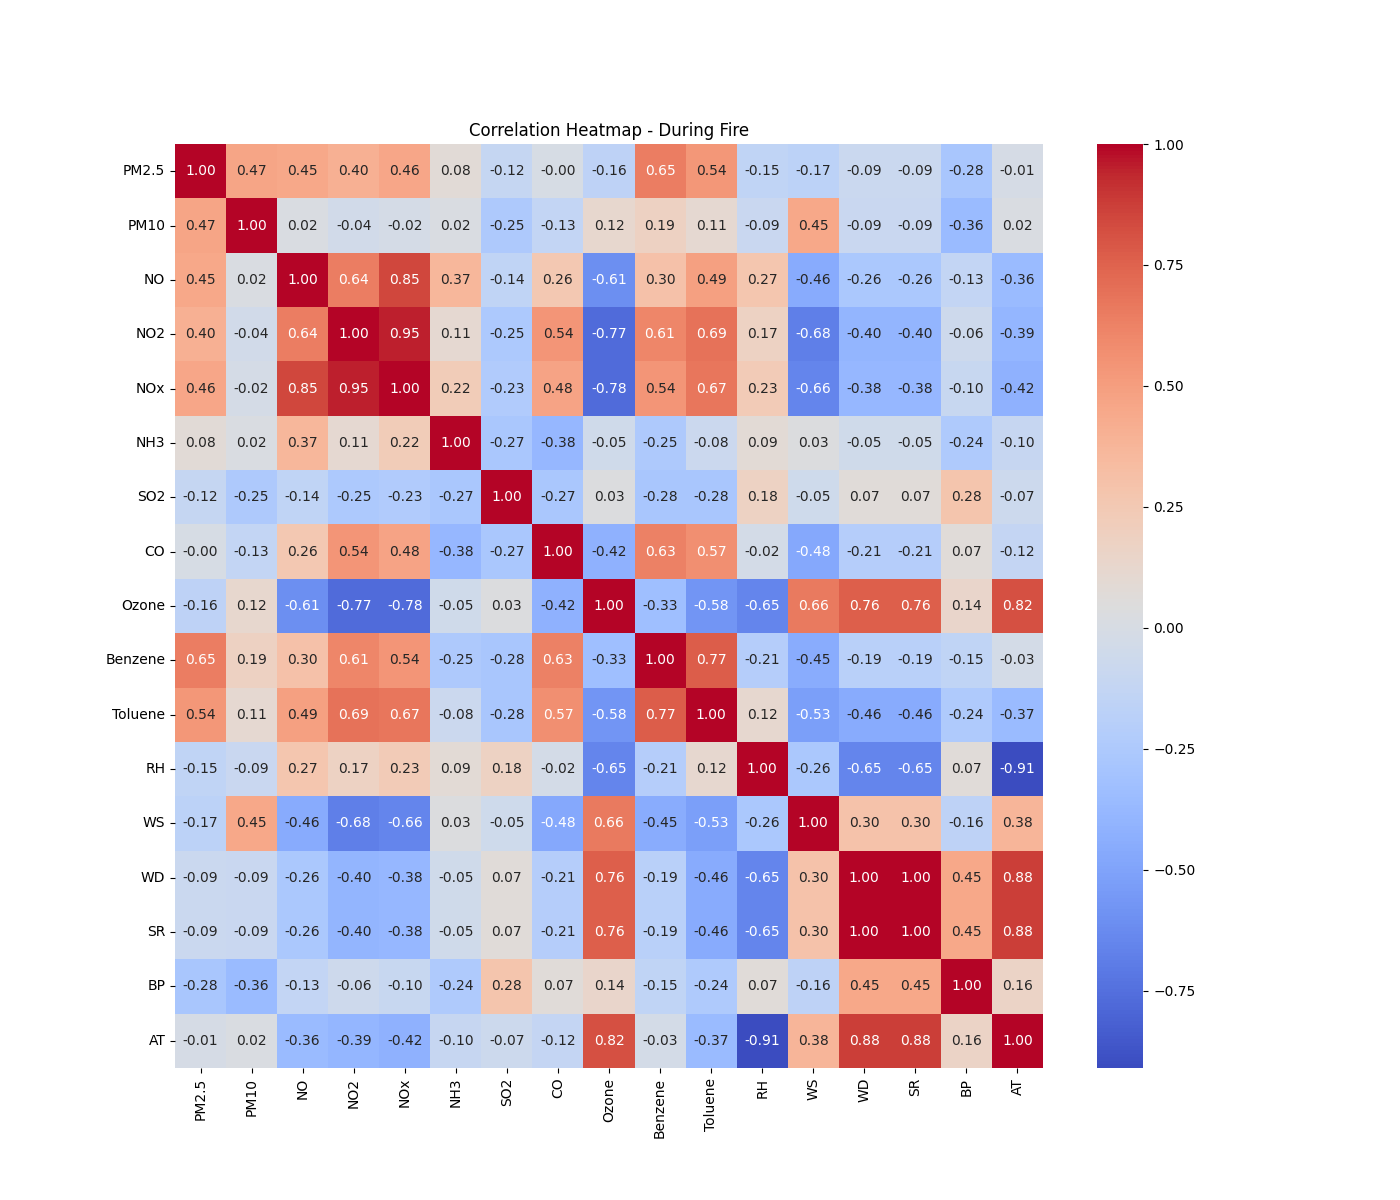 Correlation Heatmap - During Fire
PM2.5 1.00 0.47 0.45 0.40 0.46 0.08 -0.12 -0.00 -0.16 0.65 0.54 -0.15 -0.17 -0.09 -0.09 -0.28 -0.01
PM10 0.47 1.00 0.02 -0.04 -0.02 0.02 -0.25 -0.13 0.12 0.19 0.11 -0.09 0.45 -0.09 -0.09 -0.36 0.02
NO 0.45 0.02 1.00 0.64 0.85 0.37 -0.14 0.26 -0.61 0.30 0.49 0.27 -0.46 -0.26 -0.26 -0.13 -0.36
NO2 0.40 -0.04 0.64 1.00 0.95 0.11 -0.25 0.54 -0.77 0.61 0.69 0.17 -0.68 -0.40 -0.40 -0.06 -0.39
NOx 0.46 -0.02 0.85 0.95 1.00 0.22 -0.23 0.48 -0.78 0.54 0.67 0.23 -0.66 -0.38 -0.38 -0.10 -0.42
NH3 0.08 0.02 0.37 0.11 0.22 1.00 -0.27 -0.38 -0.05 -0.25 -0.08 0.09 0.03 -0.05 -0.05 -0.24 -0.10
SO2 -0.12 -0.25 -0.14 -0.25 -0.23 -0.27 1.00 -0.27 0.03 -0.28 -0.28 0.18 -0.05 0.07 0.07 0.28 -0.07
CO -0.00 -0.13 0.26 0.54 0.48 -0.38 -0.27 1.00 -0.42 0.63 0.57 -0.02 -0.48 -0.21 -0.21 0.07 -0.12
Ozone -0.16 0.12 -0.61 -0.77 -0.78 -0.05 0.03 -0.42 1.00 -0.33 -0.58 -0.65 0.66 0.76 0.76 0.14 0.82
Benzene 0.65 0.19 0.30 0.61 0.54 -0.25 -0.28 0.63 -0.33 1.00 0.77 -0.21 -0.45 -0.19 -0.19 -0.15 -0.03
Toluene 0.54 0.11 0.49 0.69 0.67 -0.08 -0.28 0.57 -0.58 0.77 1.00 0.12 -0.53 -0.46 -0.46 -0.24 -0.37
RH -0.15 -0.09 0.27 0.17 0.23 0.09 0.18 -0.02 -0.65 -0.21 0.12 1.00 -0.26 -0.65 -0.65 0.07 -0.91
WS -0.17 0.45 -0.46 -0.68 -0.66 0.03 -0.05 -0.48 0.66 -0.45 -0.53 -0.26 1.00 0.30 0.30 -0.16 0.38
WD -0.09 -0.09 -0.26 -0.40 -0.38 -0.05 0.07 -0.21 0.76 -0.19 -0.46 -0.65 0.30 1.00 1.00 0.45 0.88
SR -0.09 -0.09 -0.26 -0.40 -0.38 -0.05 0.07 -0.21 0.76 -0.19 -0.46 -0.65 0.30 1.00 1.00 0.45 0.88
BP -0.28 -0.36 -0.13 -0.06 -0.10 -0.24 0.28 0.07 0.14 -0.15 -0.24 0.07 -0.16 0.45 0.45 1.00 0.16
AT -0.01 0.02 -0.36 -0.39 -0.42 -0.10 -0.07 -0.12 0.82 -0.03 -0.37 -0.91 0.38 0.88 0.88 0.16 1.00
PM2.5 PM10 NO NO2 NOx NH3 SO2 CO Ozone Benzene Toluene RH WS WD SR BP AT
1.00
0.75
0.50
0.25
0.00
−0.25
−0.50
−0.75